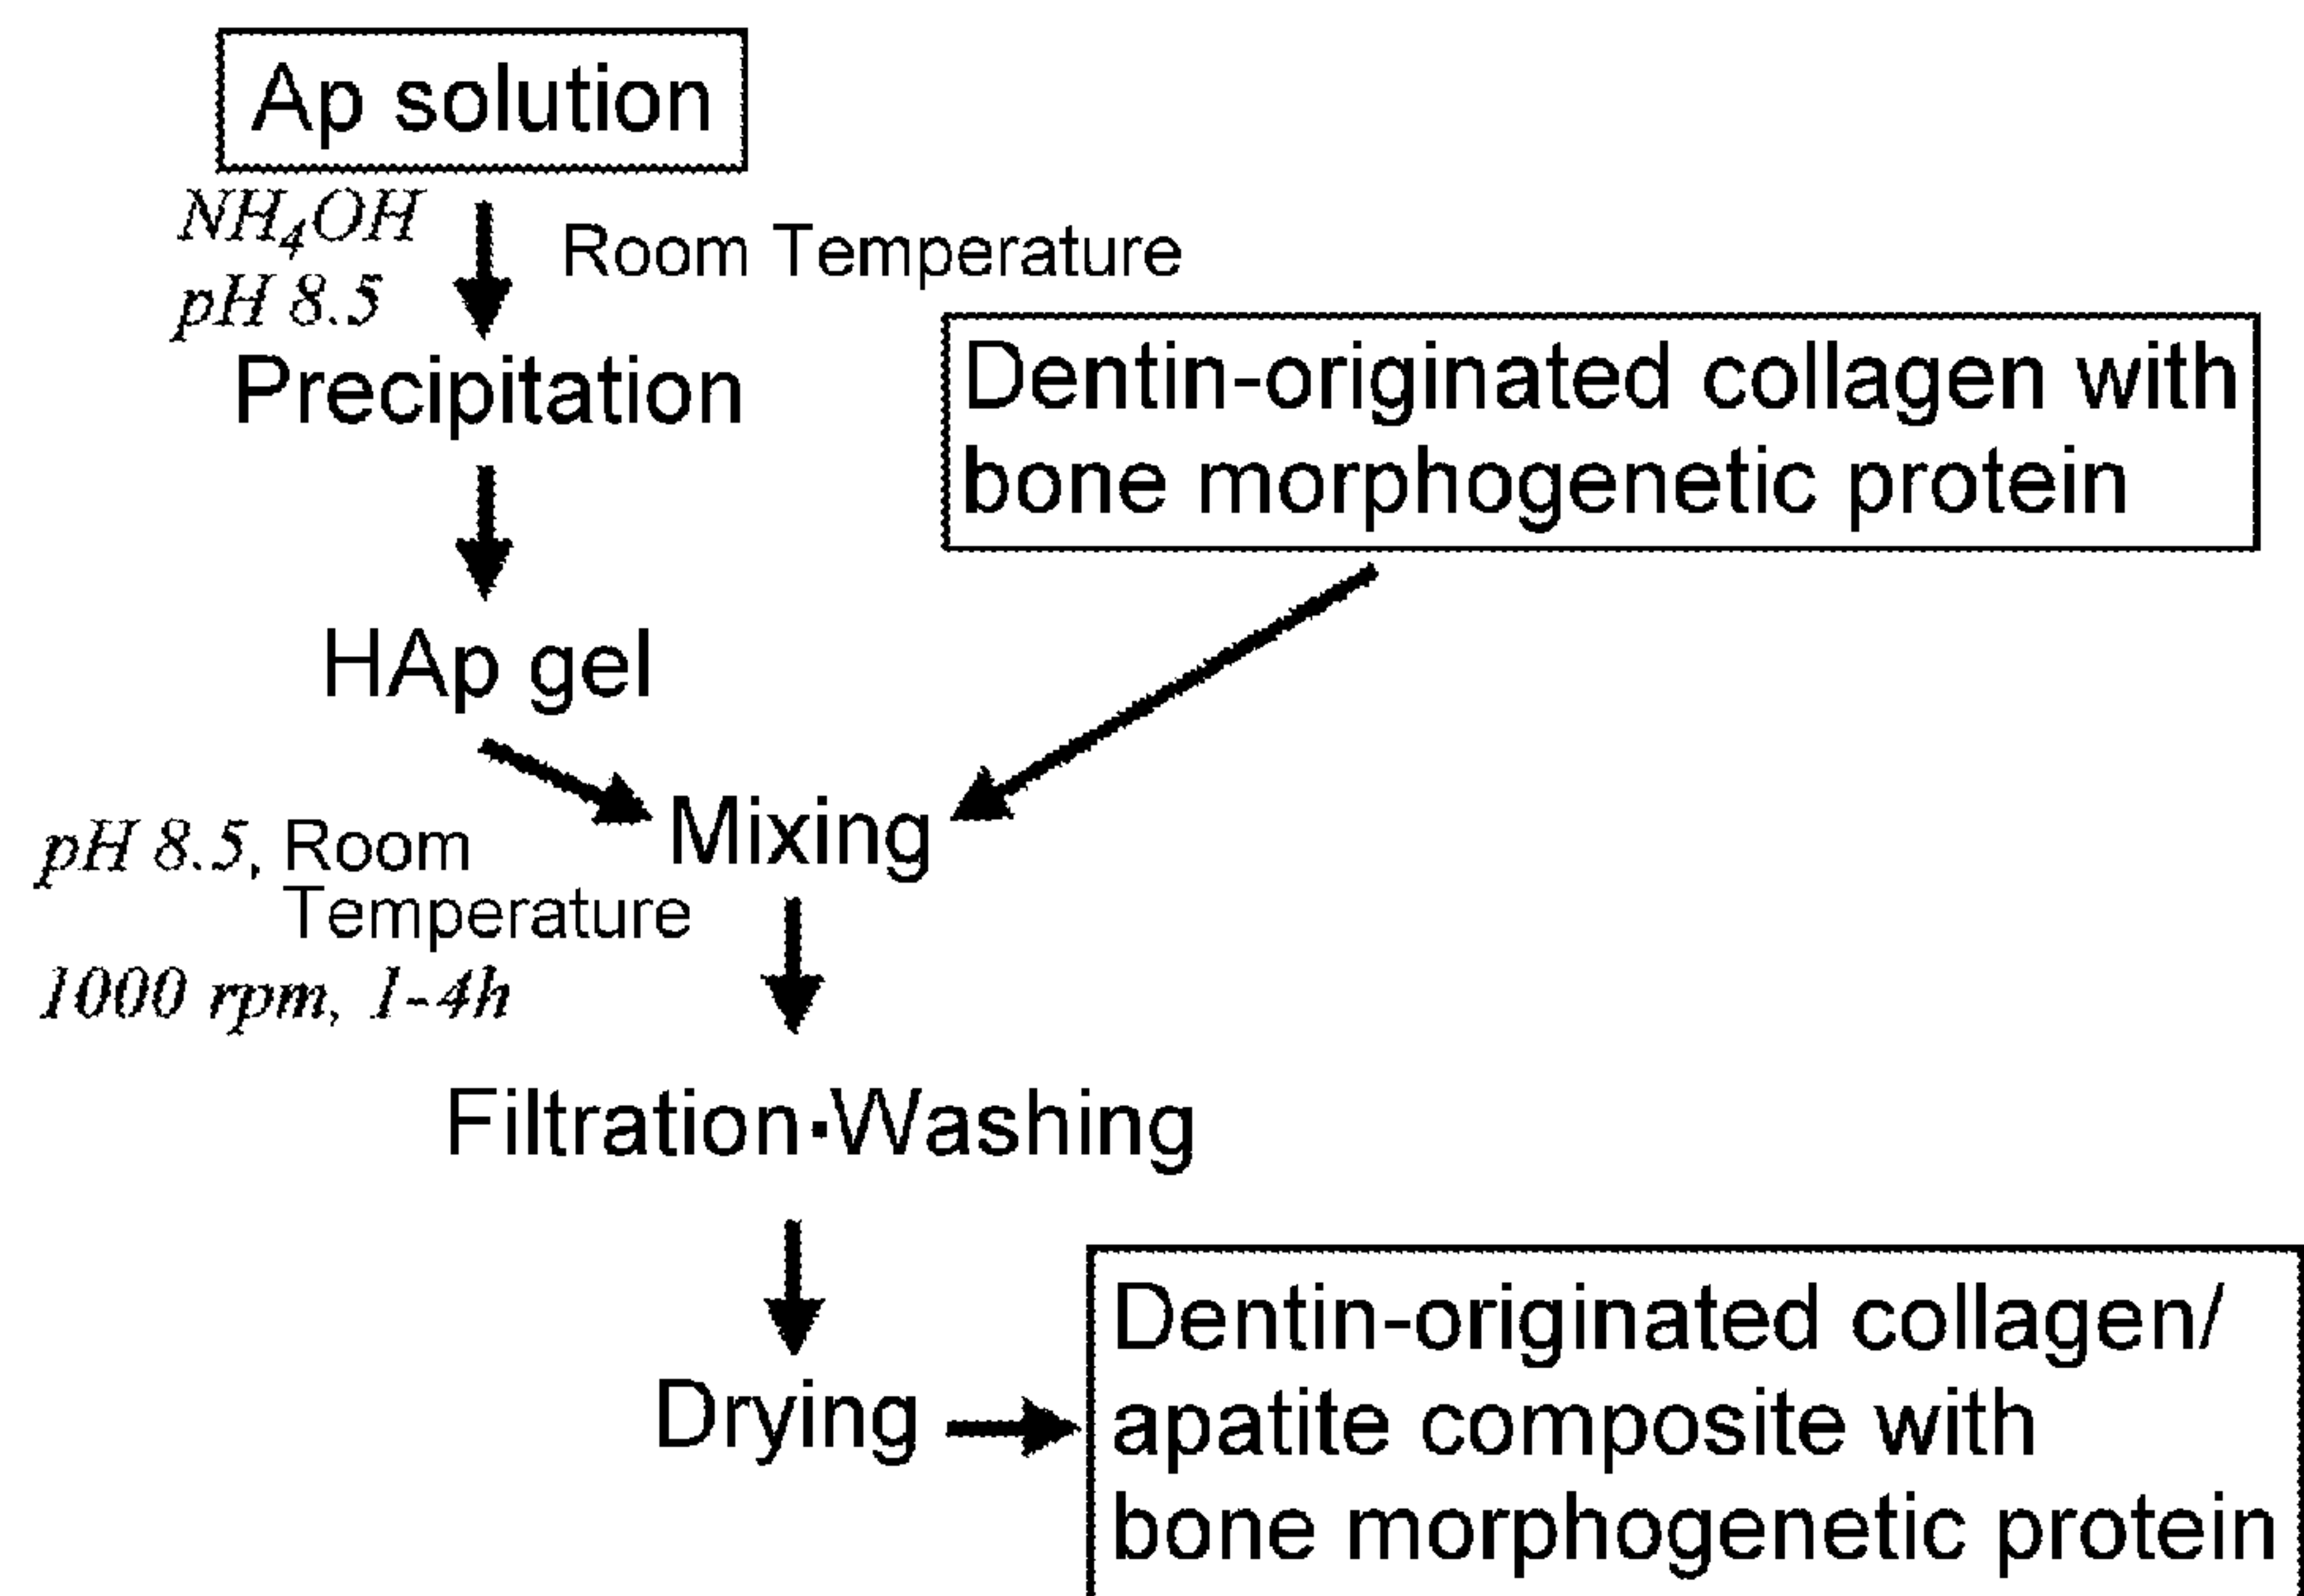 Ap solution
NH₄OH
pH 8.5
Room Temperature
Precipitation
Dentin-originated collagen with
bone morphogenetic protein
HAp gel
Mixing
pH 8.5, Room
Temperature
1000 rpm, 1-4h
Filtration·Washing
Drying
Dentin-originated collagen/
apatite composite with
bone morphogenetic protein